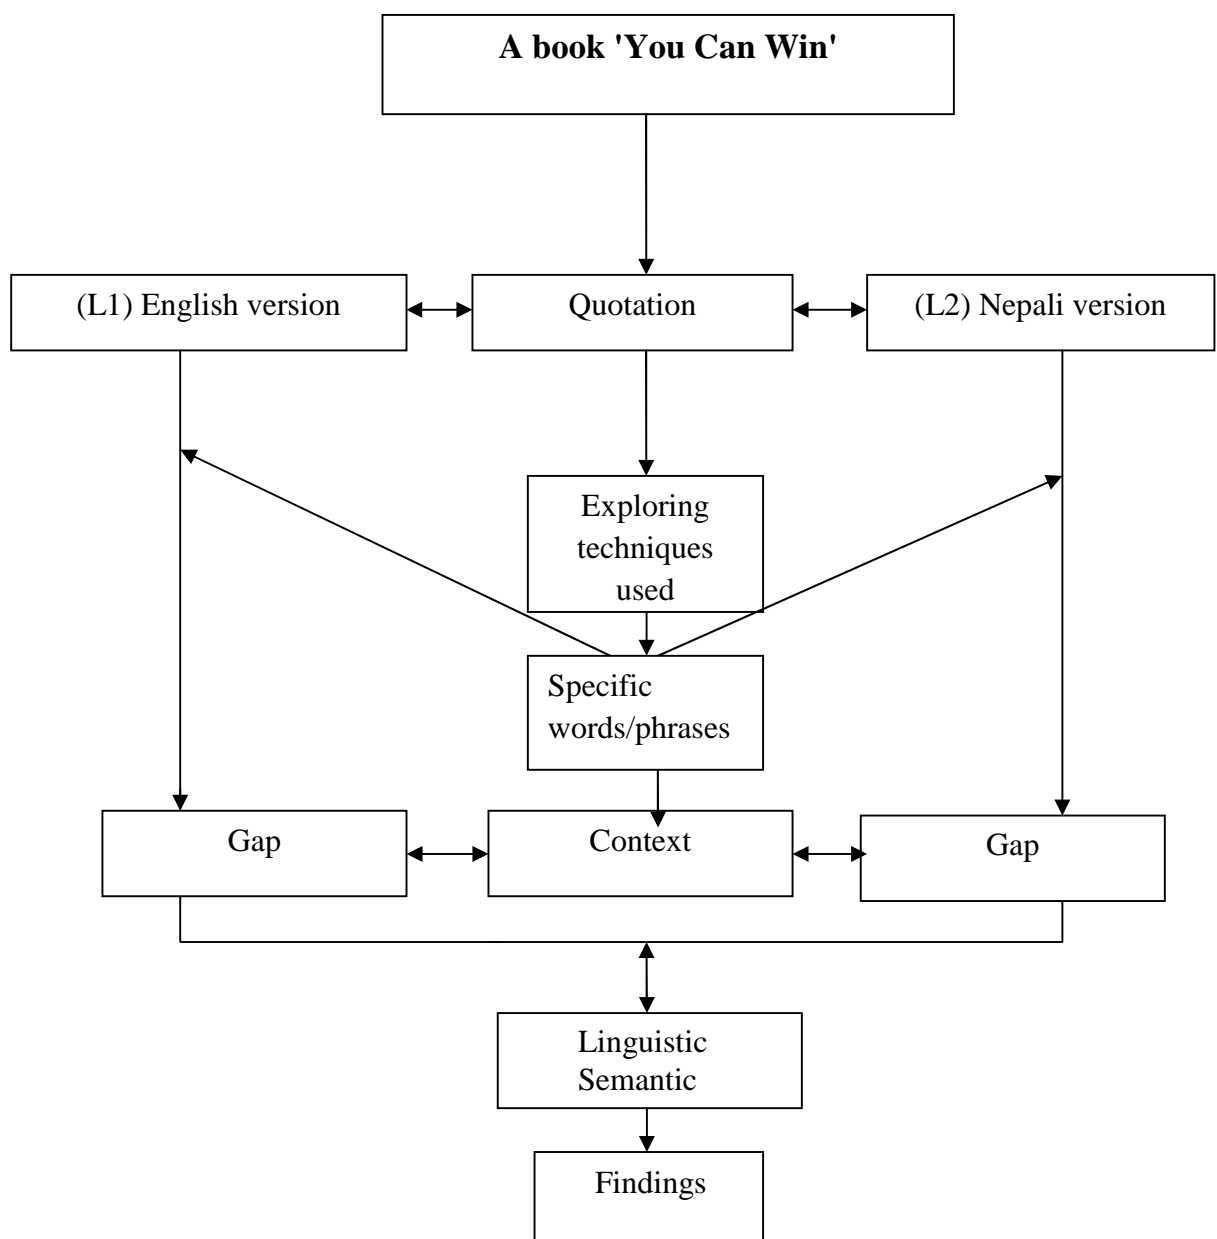 A book 'You Can Win'
(L1) English version
Quotation
(L2) Nepali version
Exploring
techniques
used
Specific
words/phrases
Gap
Context
Gap
Linguistic
Semantic
Findings